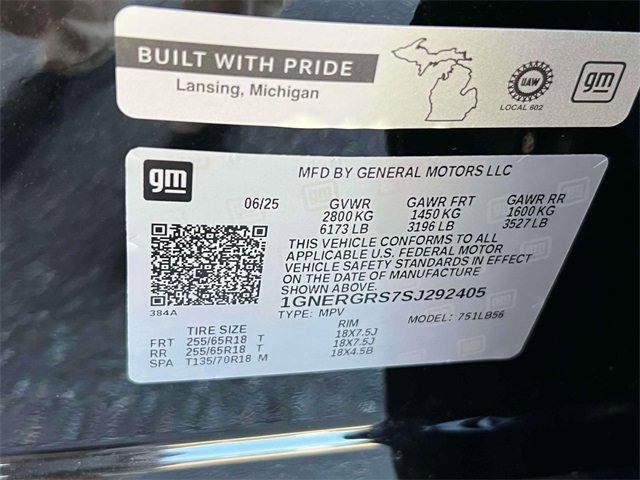 BUILT WITH PRIDE
Lansing, Michigan
UAW
LOCAL 602
gm
gm
MFD BY GENERAL MOTORS LLC
06/25 GVWR GAWR FRT GAWR RR
2800 KG 1450 KG 1600 KG
6173 LB 3196 LB 3527 LB
THIS VEHICLE CONFORMS TO ALL
APPLICABLE U.S. FEDERAL MOTOR
VEHICLE SAFETY STANDARDS IN EFFECT
ON THE DATE OF MANUFACTURE
SHOWN ABOVE.
1GNERGRS7SJ292405
384A
TYPE: MPV MODEL: 751LB56
TIRE SIZE RIM
FRT 255/65R18 T 18X7.5J
RR 255/65R18 T 18X7.5J
SPA T135/70R18 M 18X4.5B